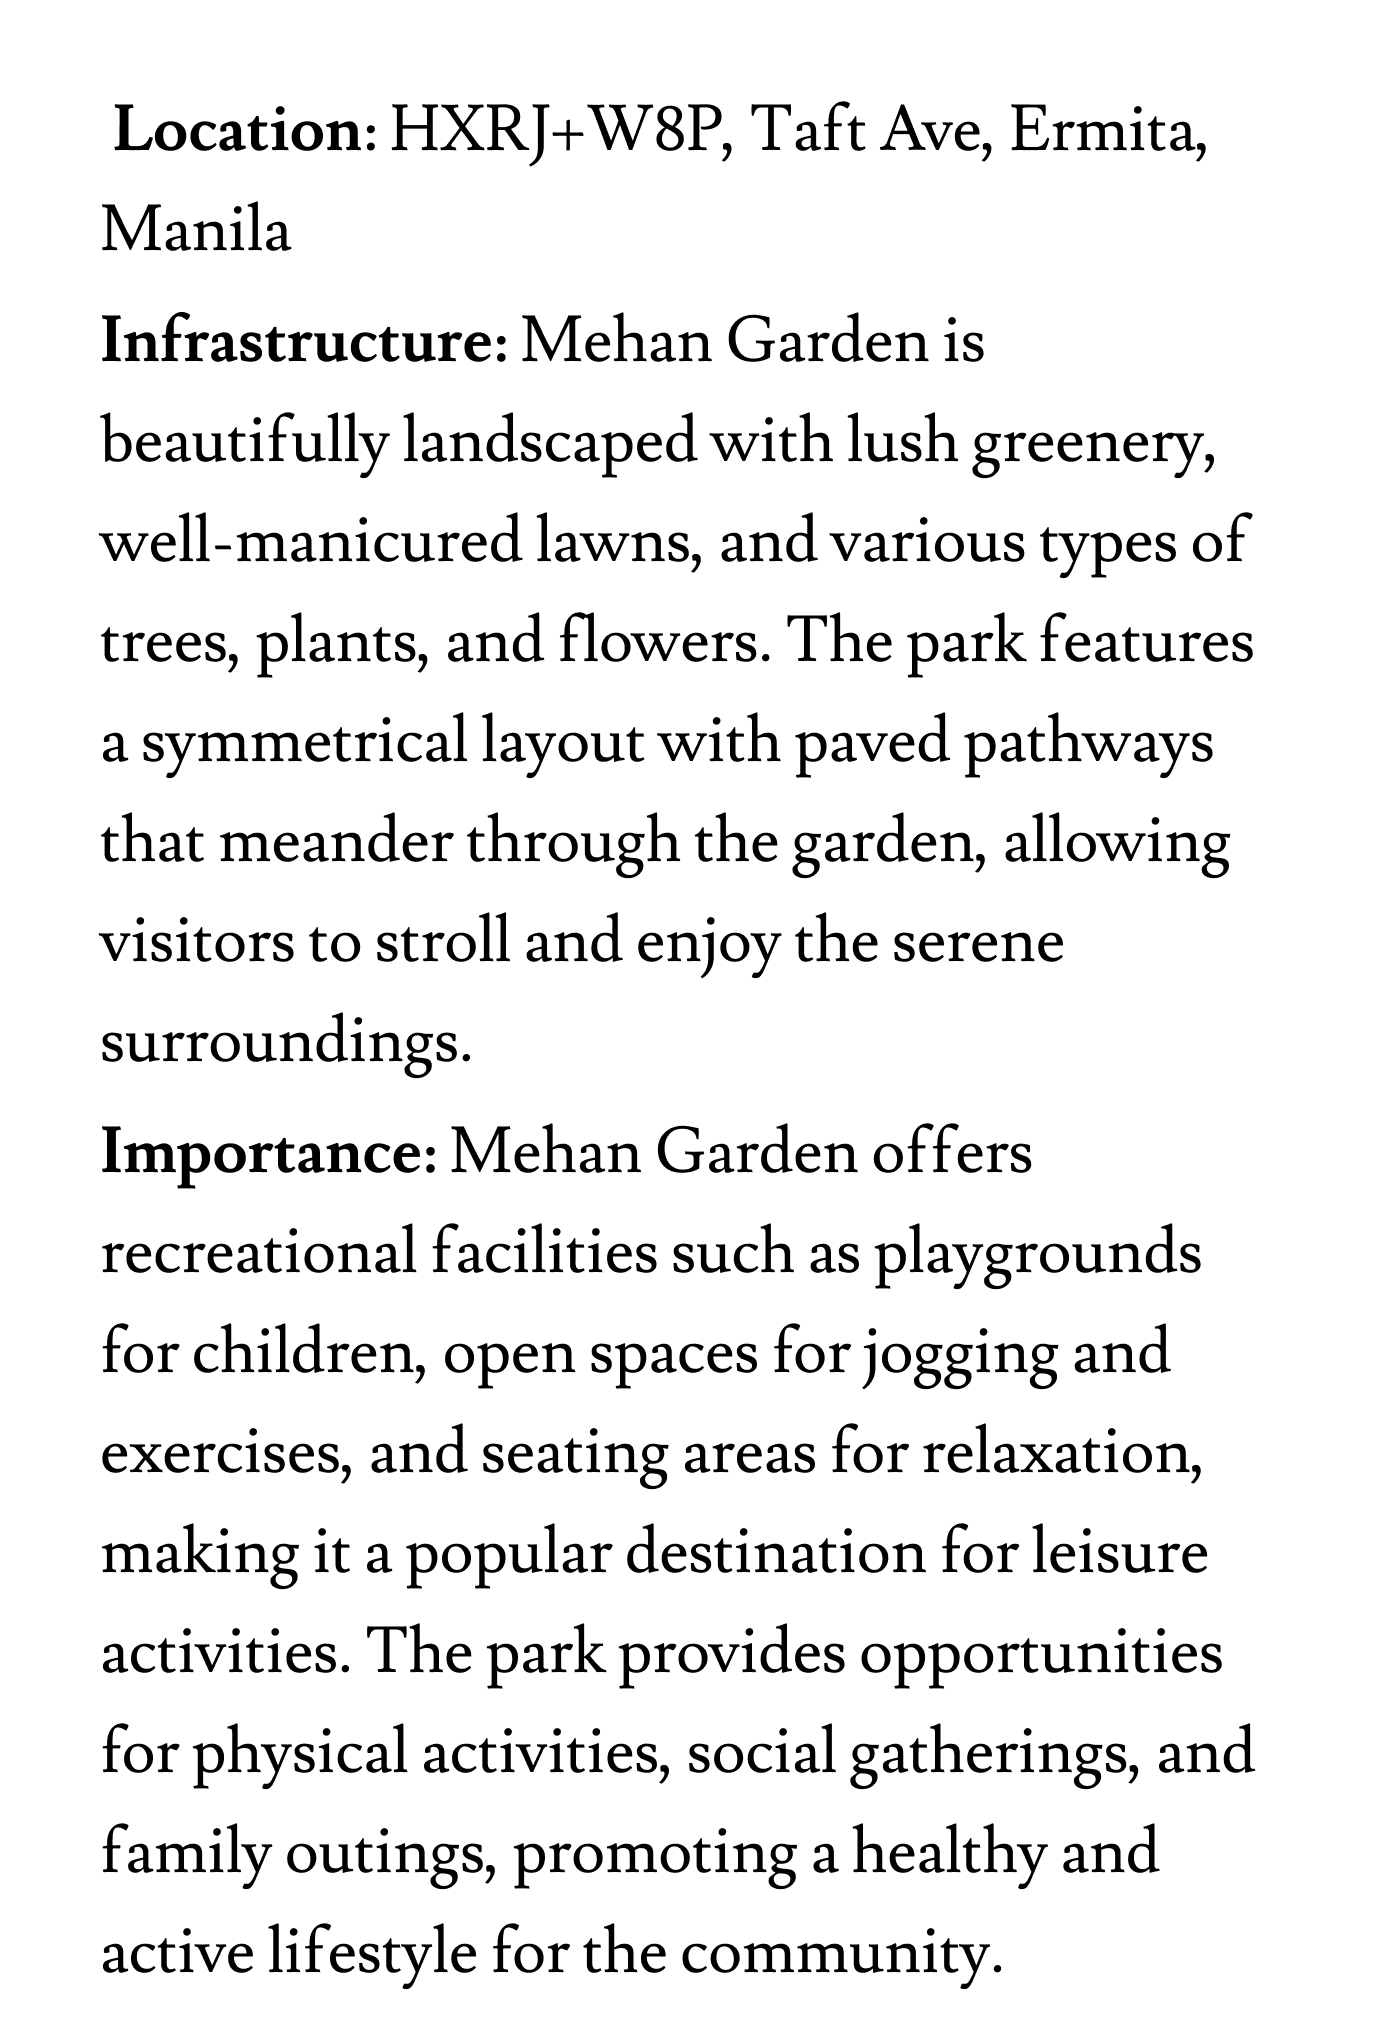 Location: HXRJ+W8P, Taft Ave, Ermita,
Manila
Infrastructure: Mehan Garden is
beautifully landscaped with lush greenery,
well-manicured lawns, and various types of
trees, plants, and flowers. The park features
a symmetrical layout with paved pathways
that meander through the garden, allowing
visitors to stroll and enjoy the serene
surroundings.
Importance: Mehan Garden offers
recreational facilities such as playgrounds
for children, open spaces for jogging and
exercises, and seating areas for relaxation,
making it a popular destination for leisure
activities. The park provides opportunities
for physical activities, social gatherings, and
family outings, promoting a healthy and
active lifestyle for the community.